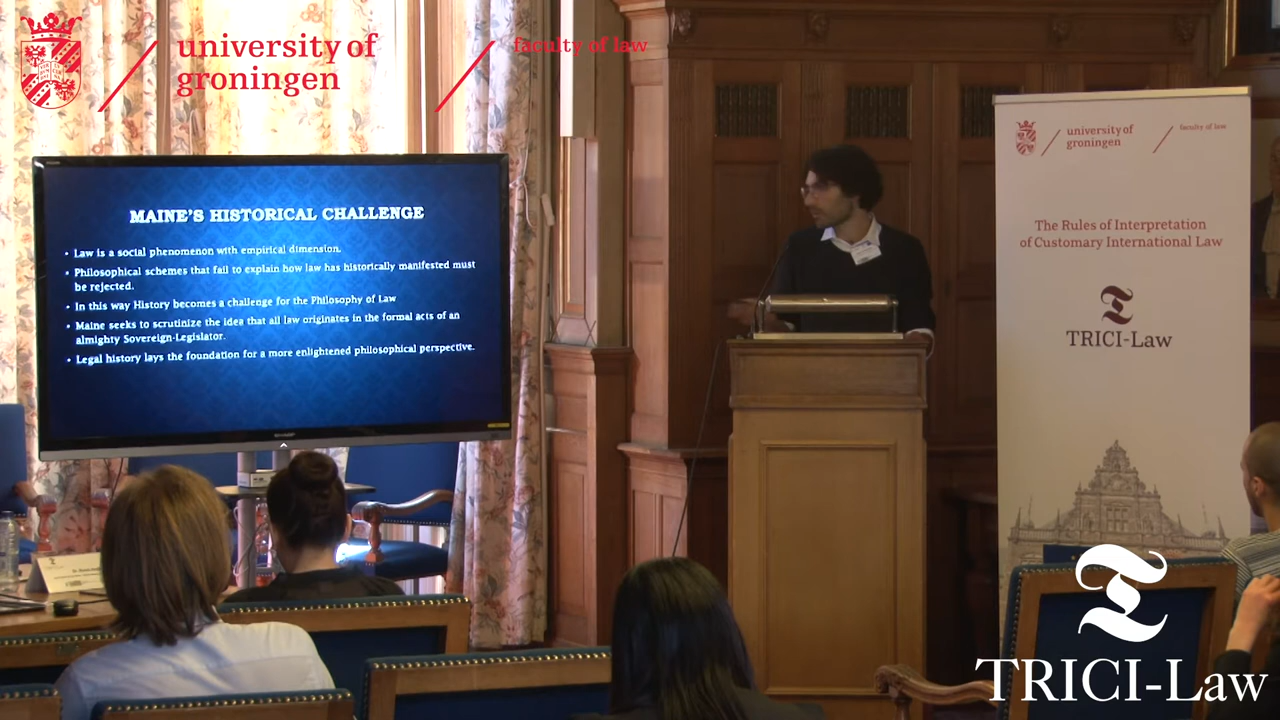 university of
groningen
faculty of law
MAINE'S HISTORICAL CHALLENGE
• Law is a social phenomenon with empirical dimension.
• Philosophical schemes that fail to explain how law has historically manifested must
be rejected.
• In this way History becomes a challenge for the Philosophy of Law
• Maine seeks to scrutinize the idea that all law originates in the formal acts of an
almighty Sovereign-Legislator.
• Legal history lays the foundation for a more enlightened philosophical perspective.
SHARP
university of
groningen
faculty of law
The Rules of Interpretation
of Customary International Law
TRICI-Law
TRICI-Law